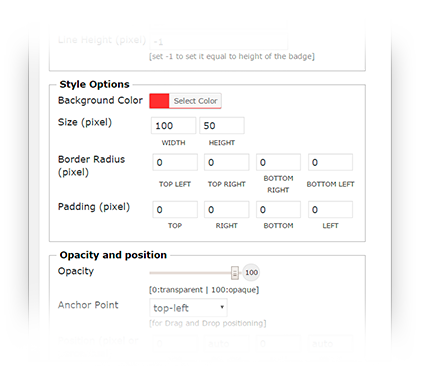 Line Height (pixel) -1
[set -1 to set it equal to height of the badge]
Style Options
Background Color Select Color
Size (pixel) 100 50
WIDTH HEIGHT
Border Radius (pixel) 0 0 0 0
TOP LEFT TOP RIGHT BOTTOM RIGHT BOTTOM LEFT
Padding (pixel) 0 0 0 0
TOP RIGHT BOTTOM LEFT
Opacity and position
Opacity 100
[0:transparent | 100:opaque]
Anchor Point top-left
[for Drag and Drop positioning]